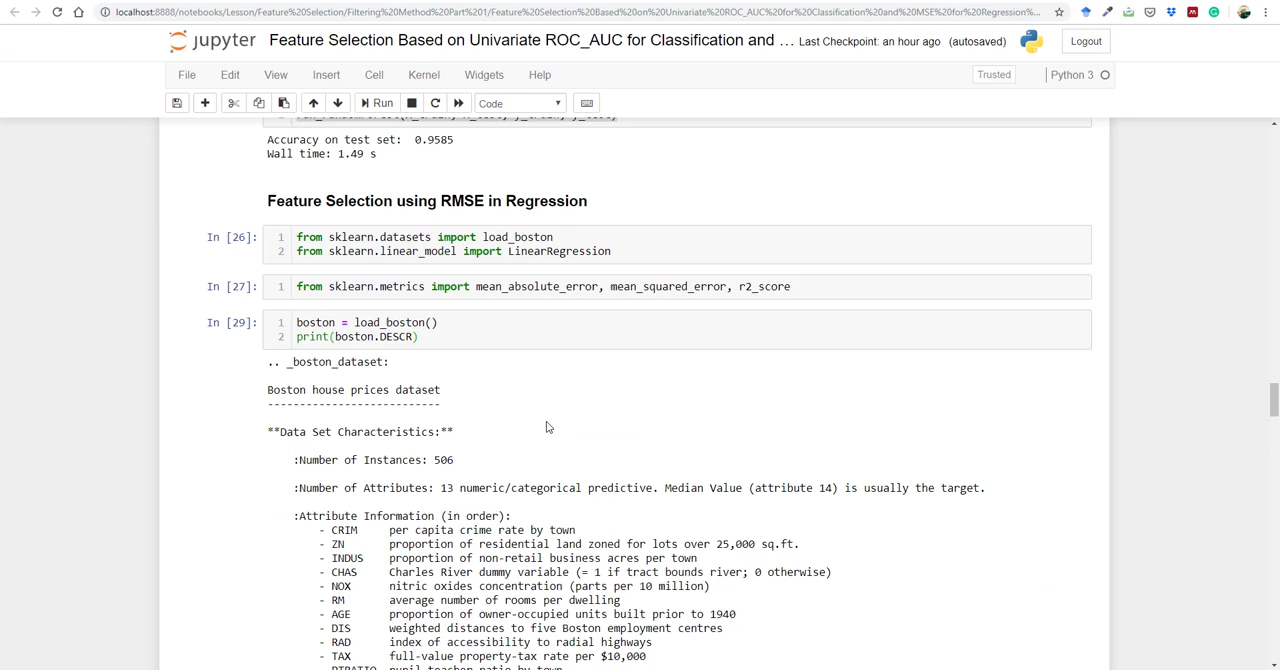 localhost:8888/notebooks/Lesson/Feature%20Selection/Filtering%20Method%20Part%201/Feature%20Selection%20Based%20on%20Univariate%20ROC_AUC%20for%20Classification%20and%20MSE%20for%20Regression%...
jupyter Feature Selection Based on Univariate ROC_AUC for Classification and ... Last Checkpoint: an hour ago (autosaved) Logout
File Edit View Insert Cell Kernel Widgets Help Trusted Python 3
Run Code
Accuracy on test set: 0.9585
Wall time: 1.49 s
Feature Selection using RMSE in Regression
In [26]: 1 from sklearn.datasets import load_boston
2 from sklearn.linear_model import LinearRegression
In [27]: 1 from sklearn.metrics import mean_absolute_error, mean_squared_error, r2_score
In [29]: 1 boston = load_boston()
2 print(boston.DESCR)
.. _boston_dataset:
Boston house prices dataset
---------------------------
**Data Set Characteristics:**
:Number of Instances: 506
:Number of Attributes: 13 numeric/categorical predictive. Median Value (attribute 14) is usually the target.
:Attribute Information (in order):
- CRIM per capita crime rate by town
- ZN proportion of residential land zoned for lots over 25,000 sq.ft.
- INDUS proportion of non-retail business acres per town
- CHAS Charles River dummy variable (= 1 if tract bounds river; 0 otherwise)
- NOX nitric oxides concentration (parts per 10 million)
- RM average number of rooms per dwelling
- AGE proportion of owner-occupied units built prior to 1940
- DIS weighted distances to five Boston employment centres
- RAD index of accessibility to radial highways
- TAX full-value property-tax rate per $10,000
- PTRATIO pupil-teacher ratio by town